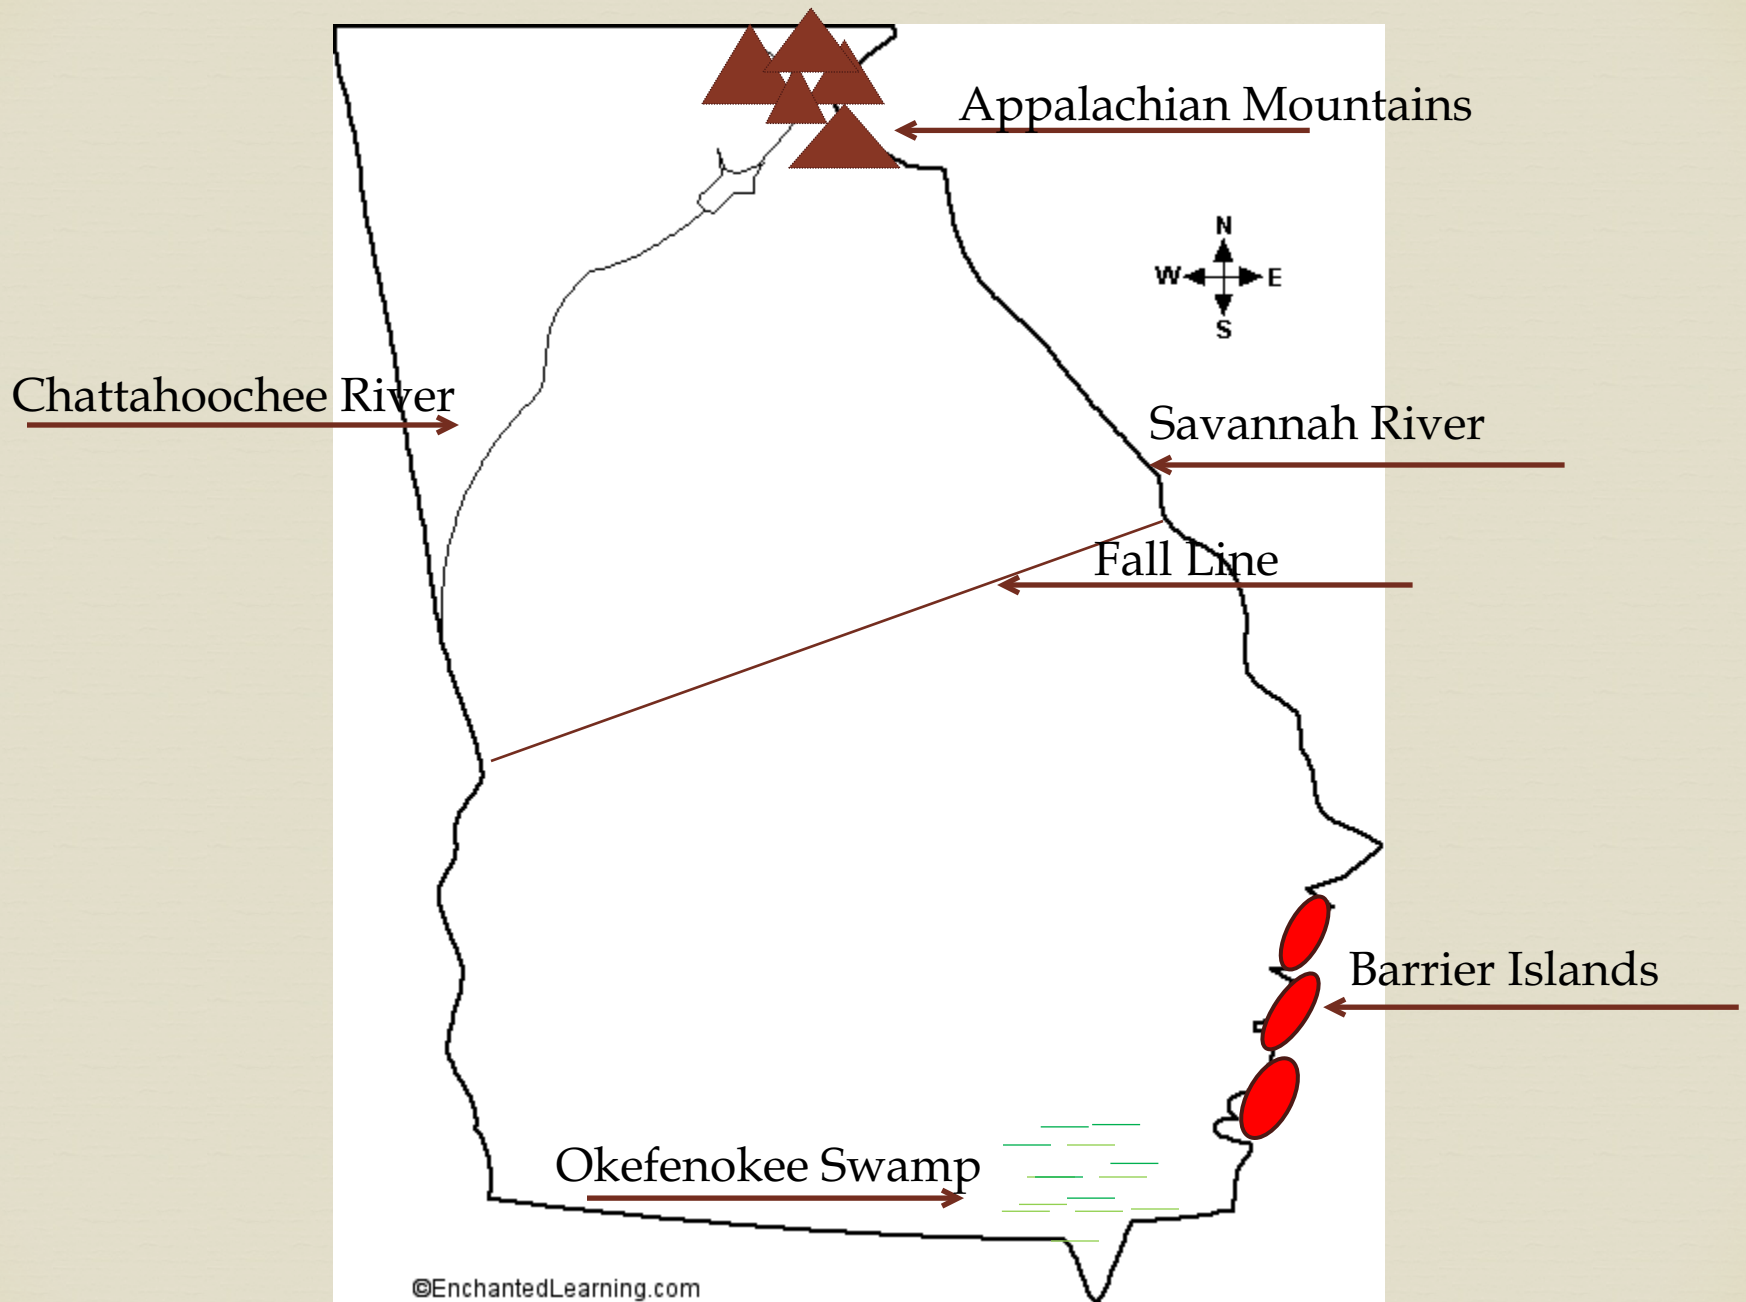 Appalachian Mountains
N
W E
S
Chattahoochee River
Savannah River
Fall Line
Barrier Islands
Okefenokee Swamp
©EnchantedLearning.com